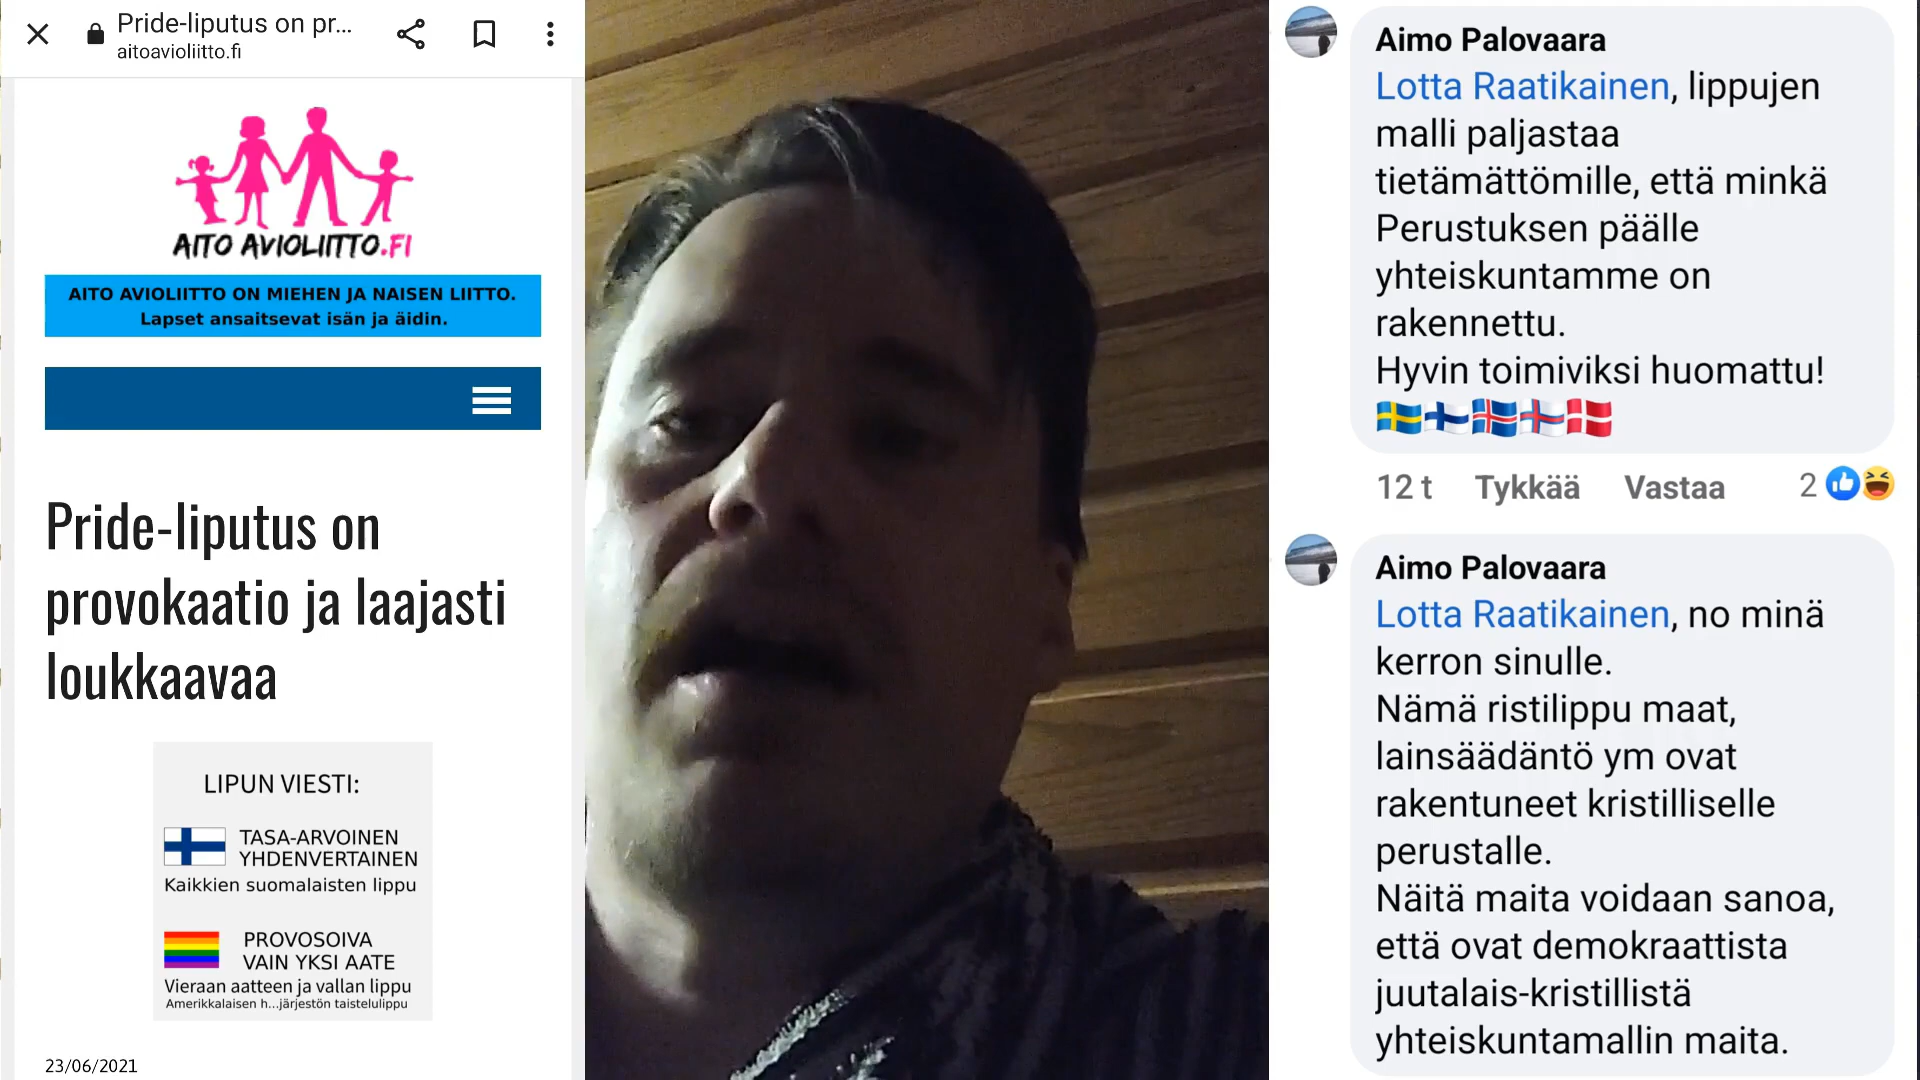 Pride-liputus on pr...
aitoavioliitto.fi
AITO AVIOLIITTO.FI
AITO AVIOLIITTO ON MIEHEN JA NAISEN LIITTO.
Lapset ansaitsevat isän ja äidin.
Pride-liputus on
provokaatio ja laajasti
loukkaavaa
LIPUN VIESTI:
TASA-ARVOINEN
YHDENVERTAINEN
Kaikkien suomalaisten lippu
PROVOSOIVA
VAIN YKSI AATE
Vieraan aatteen ja vallan lippu
Amerikkalaisen h...järjestön taistelulippu
23/06/2021
Aimo Palovaara
Lotta Raatikainen, lippujen
malli paljastaa
tietämättömille, että minkä
Perustuksen päälle
yhteiskuntamme on
rakennettu.
Hyvin toimiviksi huomattu!
🇸🇪🇫🇮🇮🇸🇫🇴🇩🇰
12 t Tykkää Vastaa 2
Aimo Palovaara
Lotta Raatikainen, no minä
kerron sinulle.
Nämä ristilippu maat,
lainsäädäntö ym ovat
rakentuneet kristilliselle
perustalle.
Näitä maita voidaan sanoa,
että ovat demokraattista
juutalais-kristillistä
yhteiskuntamallin maita.